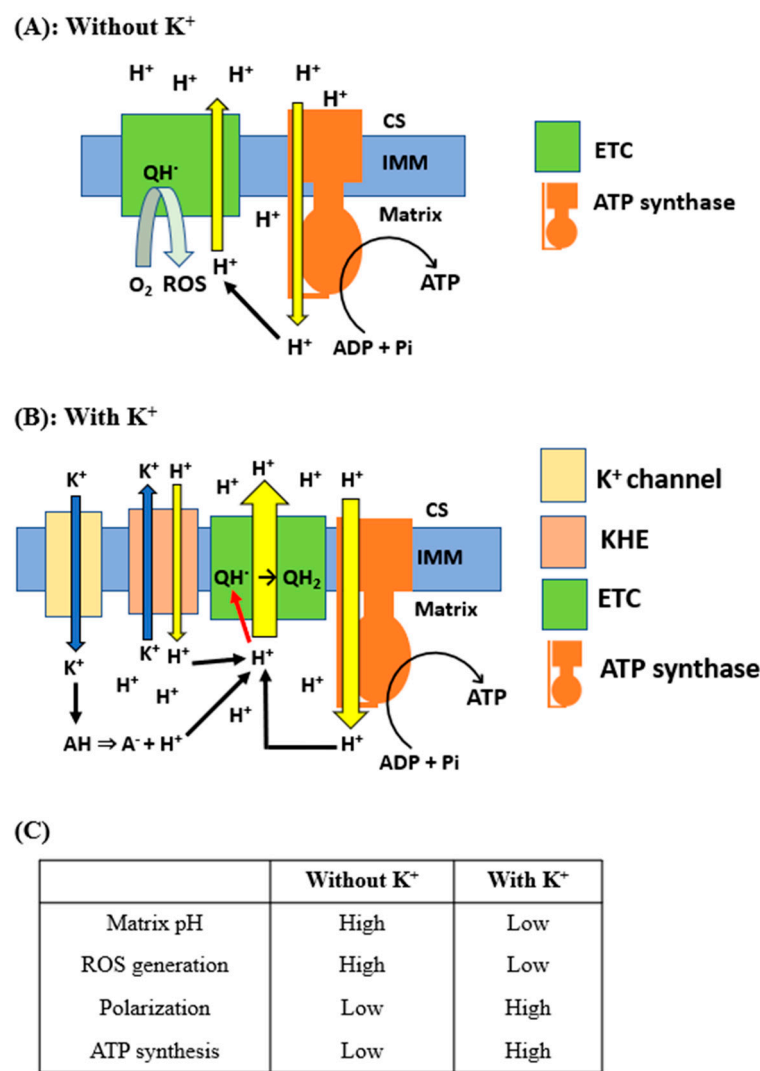 (A): Without K⁺
H⁺ H⁺ H⁺ H⁺ H⁺
CS
IMM
QH·
Matrix
H⁺
H⁺
O₂ ROS
ATP
H⁺
ADP + Pi
ETC
ATP synthase
(B): With K⁺
K⁺ K⁺ H⁺ H⁺ H⁺ H⁺ H⁺
CS
IMM
QH· → QH₂
Matrix
K⁺ K⁺ H⁺ H⁺
H⁺ H⁺ H⁺
ATP
H⁺
AH ⇒ A⁻ + H⁺
H⁺
ADP + Pi
K⁺ channel
KHE
ETC
ATP synthase
(C)
Without K⁺ With K⁺
Matrix pH High Low
ROS generation High Low
Polarization Low High
ATP synthesis Low High